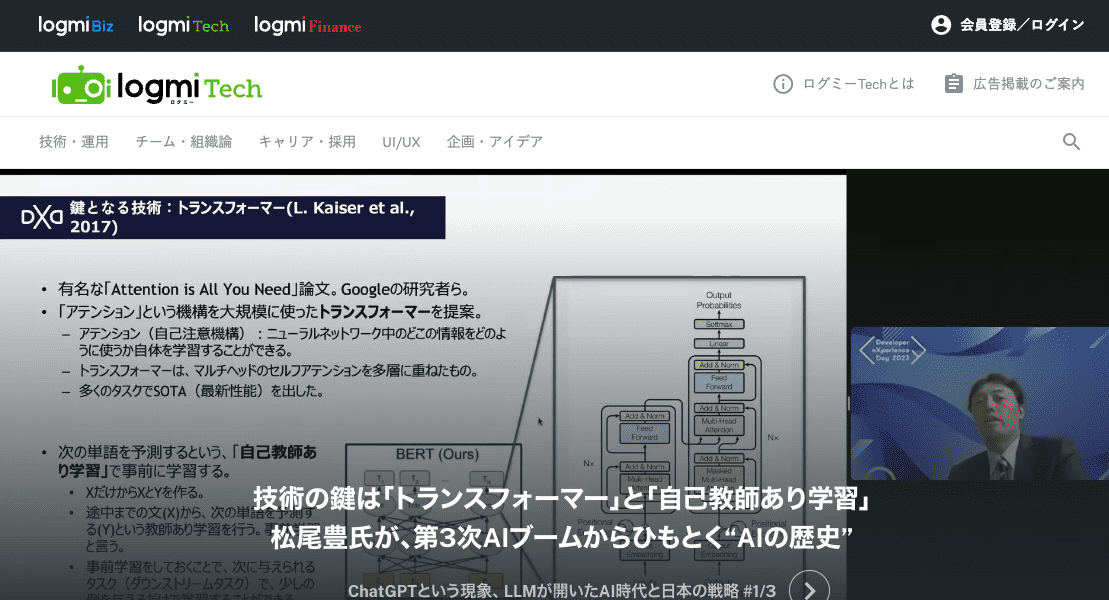 logmi Biz logmi Tech logmi Finance 会員登録／ログイン
logmi Tech
ログミー
ログミーTechとは 広告掲載のご案内
技術・運用 チーム・組織論 キャリア・採用 UI/UX 企画・アイデア
DXD 鍵となる技術：トランスフォーマー(L. Kaiser et al.,
2017)
• 有名な「Attention is All You Need」論文。Googleの研究者ら。
• 「アテンション」という機構を大規模に使ったトランスフォーマーを提案。
– アテンション（自己注意機構）：ニューラルネットワーク中のどこの情報をどのよ
うに使うか自体を学習することができる。
– トランスフォーマーは、マルチヘッドのセルフアテンションを多層に重ねたもの。
– 多くのタスクでSOTA（最新性能）を出した。
• 次の単語を予測するという、「自己教師あ
り学習」で事前に学習する。
• XだけからXとYを作る。
• 途中までの文(X)から、次の単語を予測す
る(Y)という教師あり学習を行う。
と言う。
• 事前学習をしておくことで、次に与えられる
タスク（ダウンストリームタスク）で、少しの
BERT (Ours)
Output
Probabilities
Softmax
Linear
Add & Norm
Feed
Forward
Add & Norm
Multi-Head
Attention
Nx
Add & Norm
Masked
Multi-Head
Add & Norm
Feed
Forward
Nx
Add & Norm
Multi-Head
Positional
Positional
Embedding
Embedding
Developer
eXperience
Day 2023
技術の鍵は「トランスフォーマー」と「自己教師あり学習」
松尾豊氏が、第3次AIブームからひもとく“AIの歴史”
ChatGPTという現象、LLMが開いたAI時代と日本の戦略 #1/3